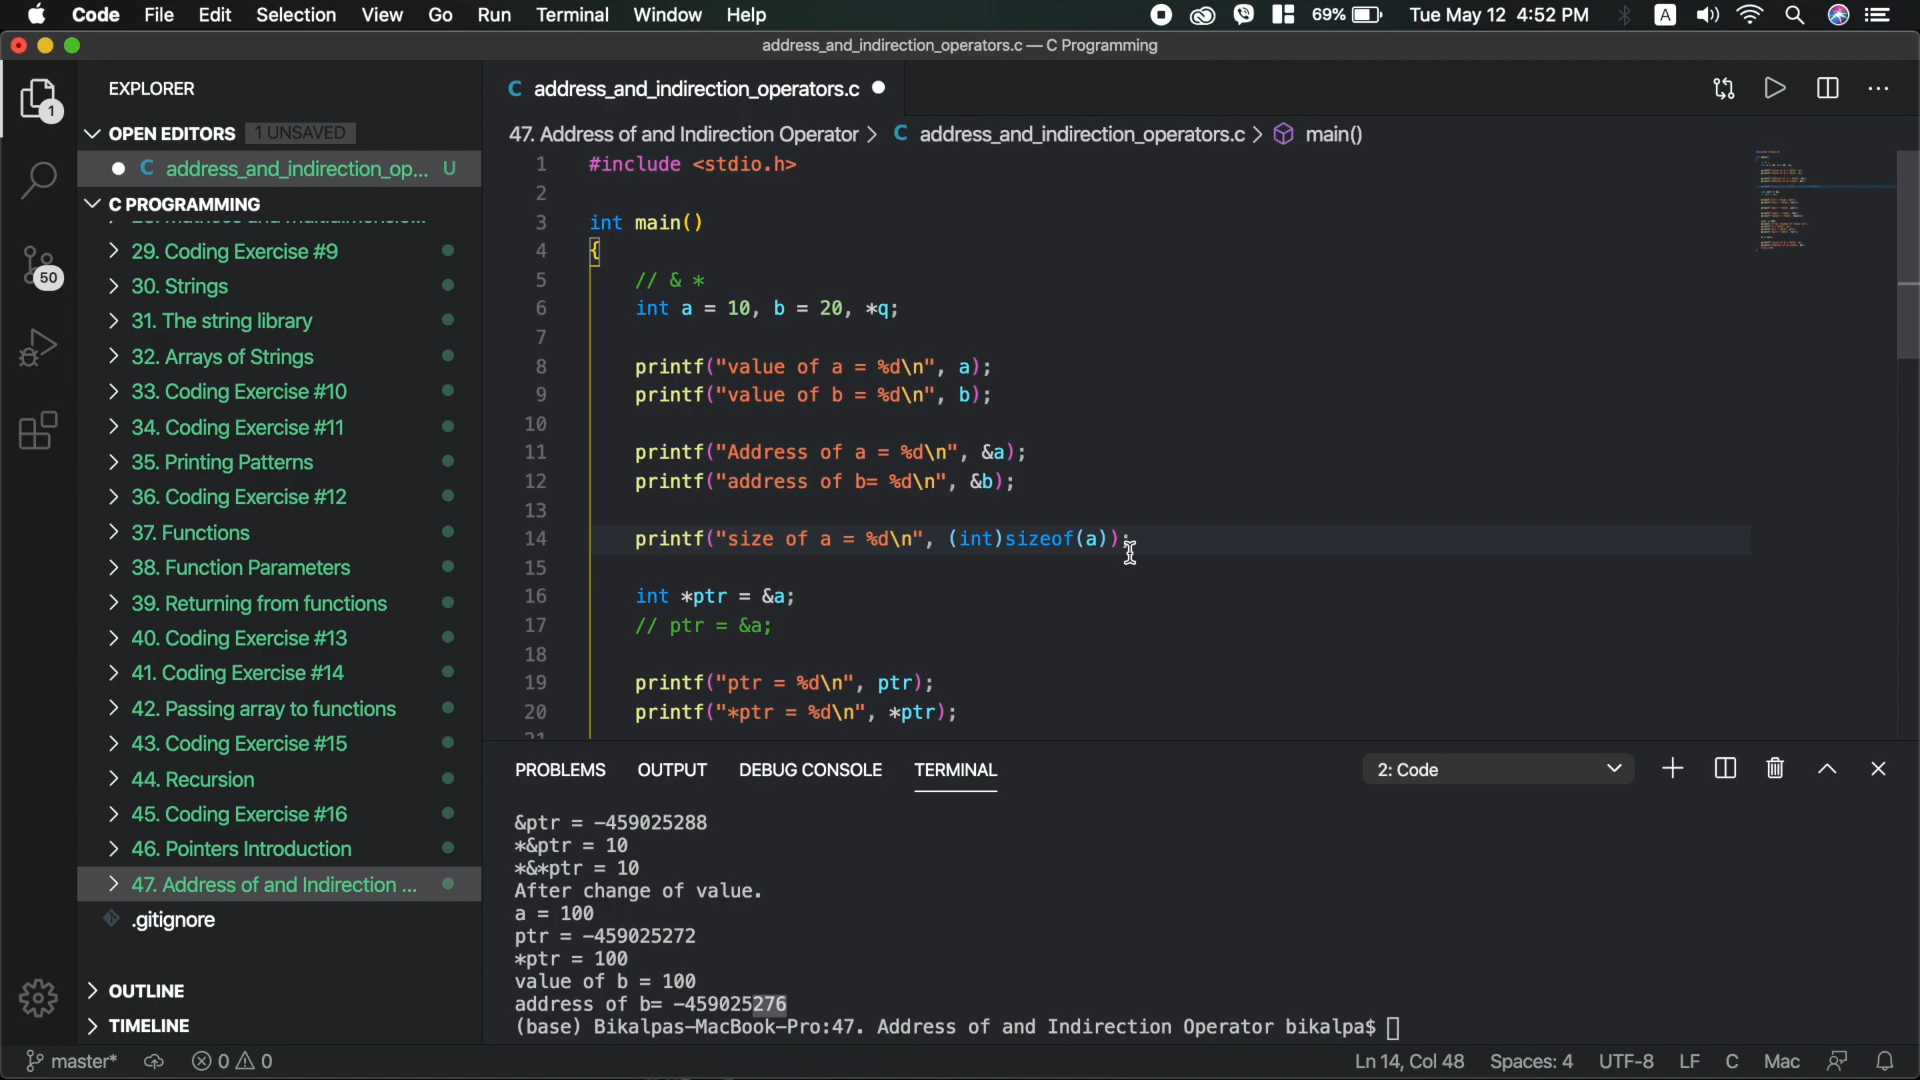 Code File Edit Selection View Go Run Terminal Window Help 69% Tue May 12 4:52 PM A
address_and_indirection_operators.c — C Programming
EXPLORER
OPEN EDITORS 1 UNSAVED
C address_and_indirection_op... U
C PROGRAMMING
29. Coding Exercise #9
30. Strings
31. The string library
32. Arrays of Strings
33. Coding Exercise #10
34. Coding Exercise #11
35. Printing Patterns
36. Coding Exercise #12
37. Functions
38. Function Parameters
39. Returning from functions
40. Coding Exercise #13
41. Coding Exercise #14
42. Passing array to functions
43. Coding Exercise #15
44. Recursion
45. Coding Exercise #16
46. Pointers Introduction
47. Address of and Indirection ...
.gitignore
OUTLINE
TIMELINE
1
50
C address_and_indirection_operators.c
47. Address of and Indirection Operator > C address_and_indirection_operators.c > main()
1 #include <stdio.h>
2
3 int main()
4 {
5 // & *
6 int a = 10, b = 20, *q;
7
8 printf("value of a = %d\n", a);
9 printf("value of b = %d\n", b);
10
11 printf("Address of a = %d\n", &a);
12 printf("address of b= %d\n", &b);
13
14 printf("size of a = %d\n", (int)sizeof(a));
15
16 int *ptr = &a;
17 // ptr = &a;
18
19 printf("ptr = %d\n", ptr);
20 printf("*ptr = %d\n", *ptr);
21
PROBLEMS OUTPUT DEBUG CONSOLE TERMINAL 2: Code
&ptr = -459025288
*&ptr = 10
*&*ptr = 10
After change of value.
a = 100
ptr = -459025272
*ptr = 100
value of b = 100
address of b= -459025276
(base) Bikalpas-MacBook-Pro:47. Address of and Indirection Operator bikalpa$
master* 0 0 Ln 14, Col 48 Spaces: 4 UTF-8 LF C Mac